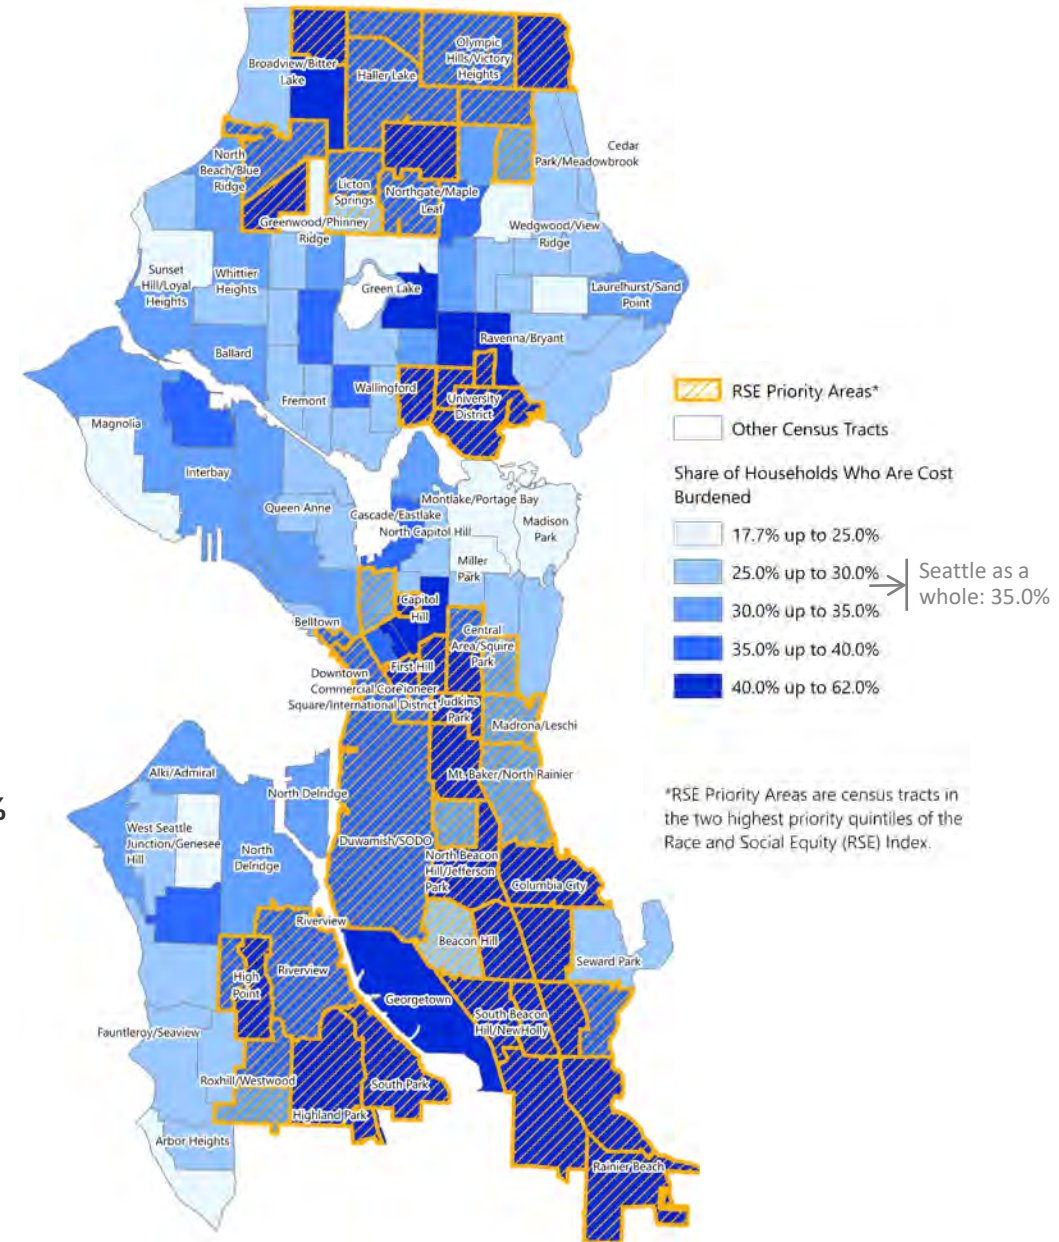 Olympic
Hills/Victory
Heights
Broadview/Bitter
Lake
Haller Lake
Cedar
Park/Meadowbrook
North
Beach/Blue
Ridge
Licton
Springs
Northgate/Maple
Leaf
Greenwood/Phinney
Ridge
Wedgwood/View
Ridge
Sunset
Hill/Loyal
Heights
Whittier
Heights
Green Lake
Laurelhurst/Sand
Point
Ravenna/Bryant
Ballard
Wallingford
Fremont
University
District
Magnolia
Interbay
Queen Anne
Montlake/Portage Bay
Cascade/Eastlake
North Capitol Hill
Madison
Park
Miller
Park
Capitol
Hill
Belltown
Central
Area/Squire
Park
First Hill
Downtown
Commercial Core
ioneer
Square/International District
Judkins
Park
Madrona/Leschi
Mt. Baker/North Rainier
Alki/Admiral
North Delridge
West Seattle
Junction/Genesee
Hill
North
Delridge
Duwamish/SODO
North Beacon
Hill/Jefferson
Park
Columbia City
Riverview
Beacon Hill
Seward Park
High
Point
Riverview
Georgetown
South Beacon
Hill/NewHolly
Fauntleroy/Seaview
Roxhill/Westwood
South Park
Highland Park
Arbor Heights
Rainier Beach
%
RSE Priority Areas*
Other Census Tracts
Share of Households Who Are Cost
Burdened
17.7% up to 25.0%
25.0% up to 30.0%
30.0% up to 35.0%
35.0% up to 40.0%
40.0% up to 62.0%
Seattle as a
whole: 35.0%
*RSE Priority Areas are census tracts in
the two highest priority quintiles of the
Race and Social Equity (RSE) Index.